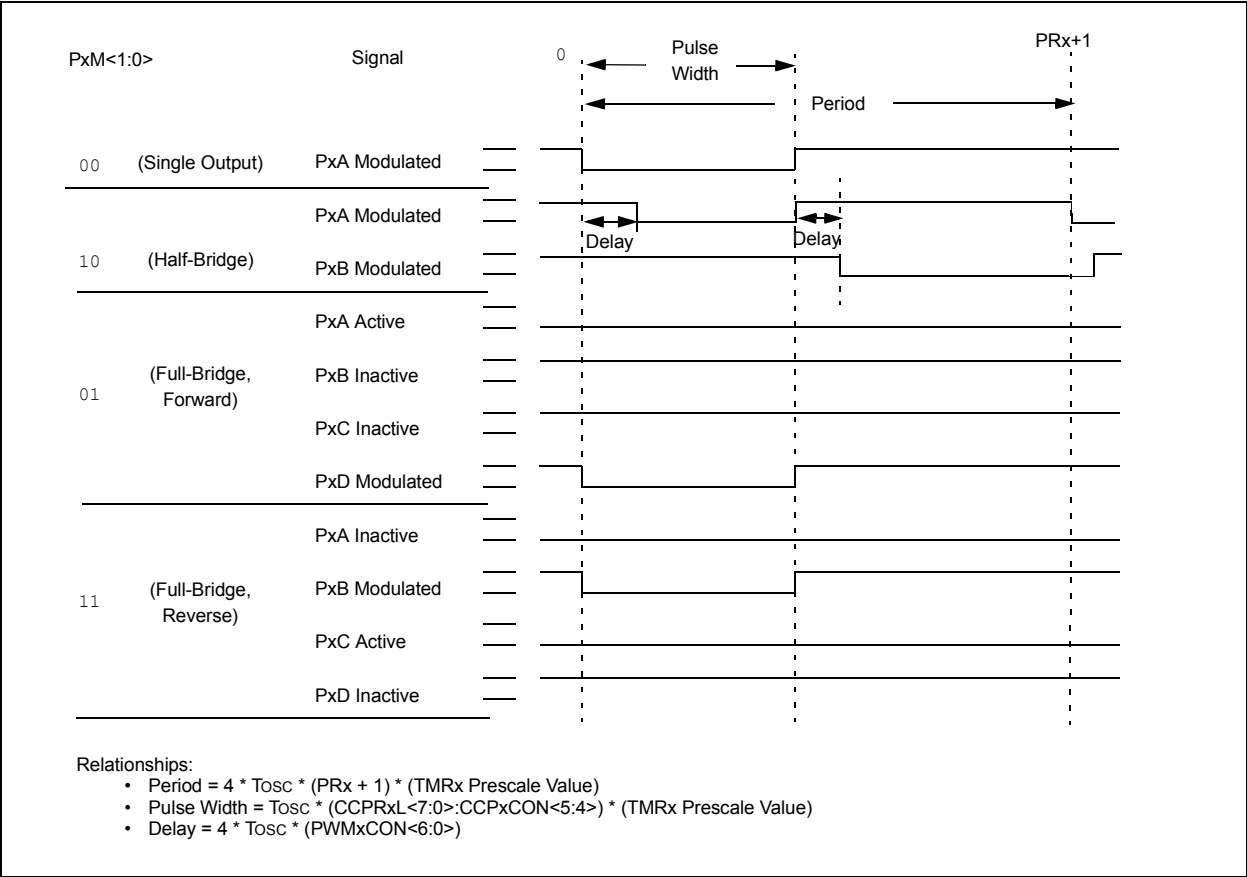 PxM<1:0>
Signal
0
Pulse
Width
PRx+1
Period
00
(Single Output)
PxA Modulated
PxA Modulated
Delay
Delay
10
(Half-Bridge)
PxB Modulated
PxA Active
(Full-Bridge,
Forward)
PxB Inactive
01
PxC Inactive
PxD Modulated
PxA Inactive
(Full-Bridge,
Reverse)
PxB Modulated
11
PxC Active
PxD Inactive
Relationships:
• Period = 4 * TOSC * (PRx + 1) * (TMRx Prescale Value)
• Pulse Width = TOSC * (CCPRxL<7:0>:CCPxCON<5:4>) * (TMRx Prescale Value)
• Delay = 4 * TOSC * (PWMxCON<6:0>)